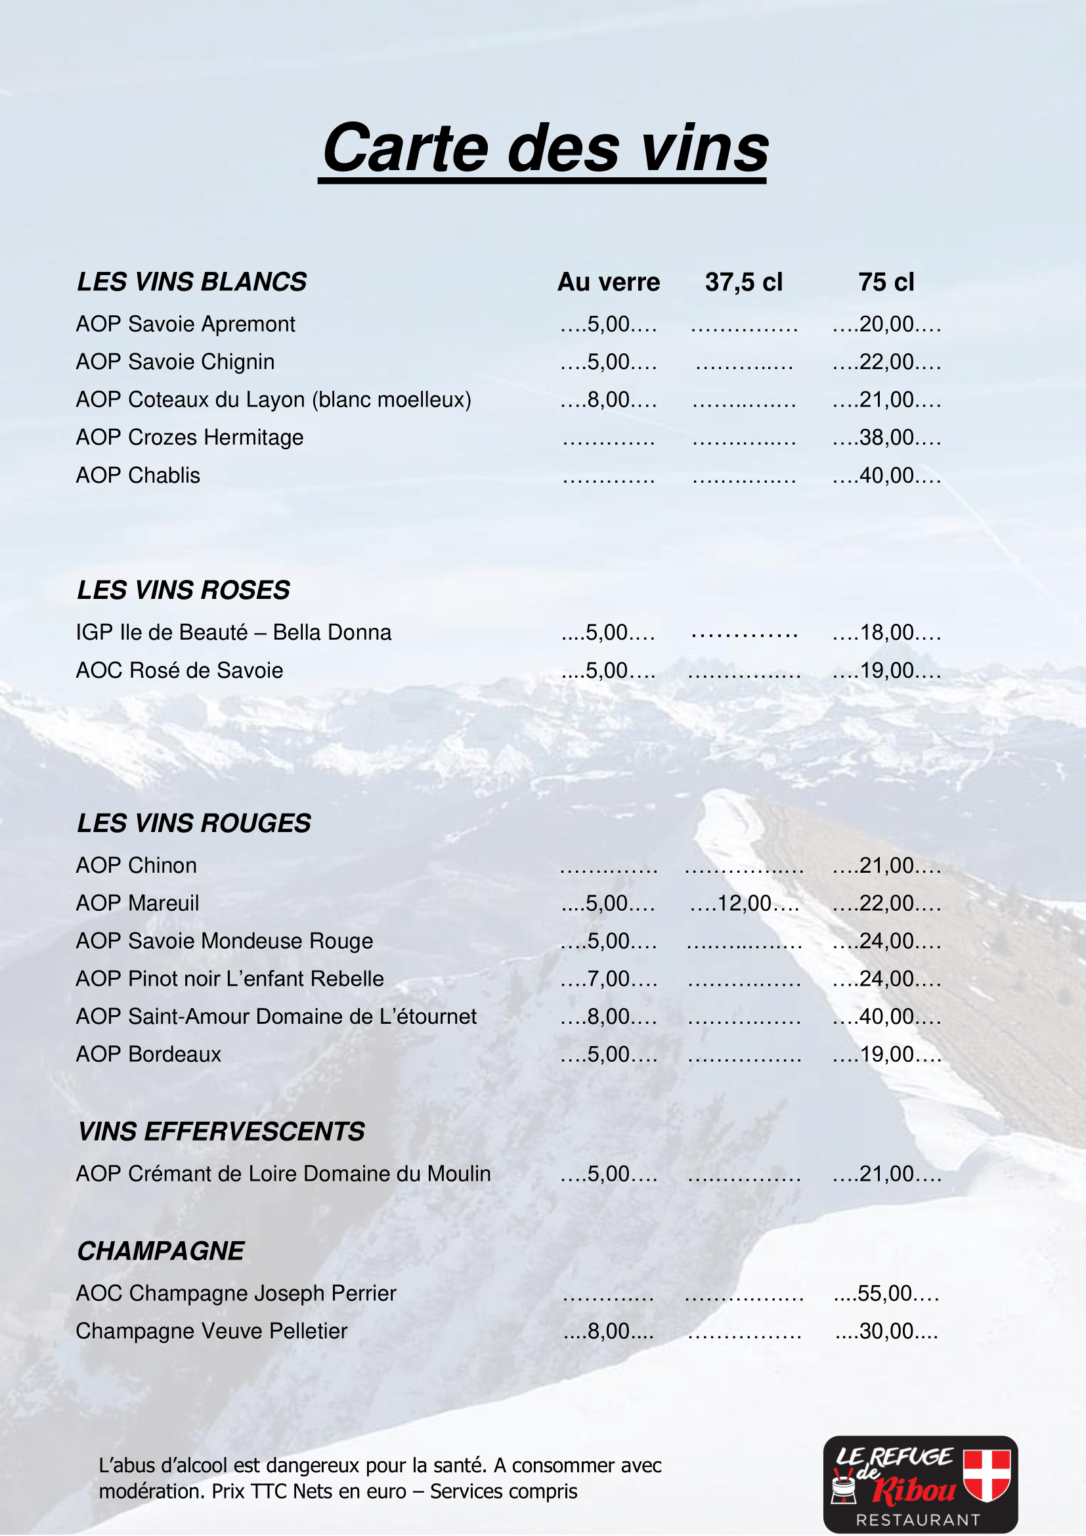 Carte des vins
LES VINS BLANCS Au verre 37,5 cl 75 cl
AOP Savoie Apremont ….5,00.… …………… ….20,00.…
AOP Savoie Chignin ….5,00.… ………..… ….22,00.…
AOP Coteaux du Layon (blanc moelleux) ….8,00.… …….….… ….21,00.…
AOP Crozes Hermitage …………. …….….… ….38,00.…
AOP Chablis …………. ….…….… ….40,00.…
LES VINS ROSES
IGP Ile de Beauté – Bella Donna ....5,00.… …………. ….18,00.…
AOC Rosé de Savoie ....5,00…. ………….… ….19,00.…
LES VINS ROUGES
AOP Chinon …….……. …………..… ….21,00.…
AOP Mareuil ....5,00.… ….12,00…. ….22,00.…
AOP Savoie Mondeuse Rouge ….5,00.… ….…..……… ….24,00.…
AOP Pinot noir L’enfant Rebelle ….7,00.… ……….…… ….24,00.…
AOP Saint-Amour Domaine de L’étournet ….8,00.… ……………. ….40,00.…
AOP Bordeaux ….5,00…. ……………. ….19,00….
VINS EFFERVESCENTS
AOP Crémant de Loire Domaine du Moulin ….5,00…. ….………… ….21,00….
CHAMPAGNE
AOC Champagne Joseph Perrier ……….… ……….….… ....55,00.…
Champagne Veuve Pelletier ....8,00.... ……………. ....30,00....
L’abus d’alcool est dangereux pour la santé. A consommer avec
modération. Prix TTC Nets en euro – Services compris
LE REFUGE
de Ribou
RESTAURANT